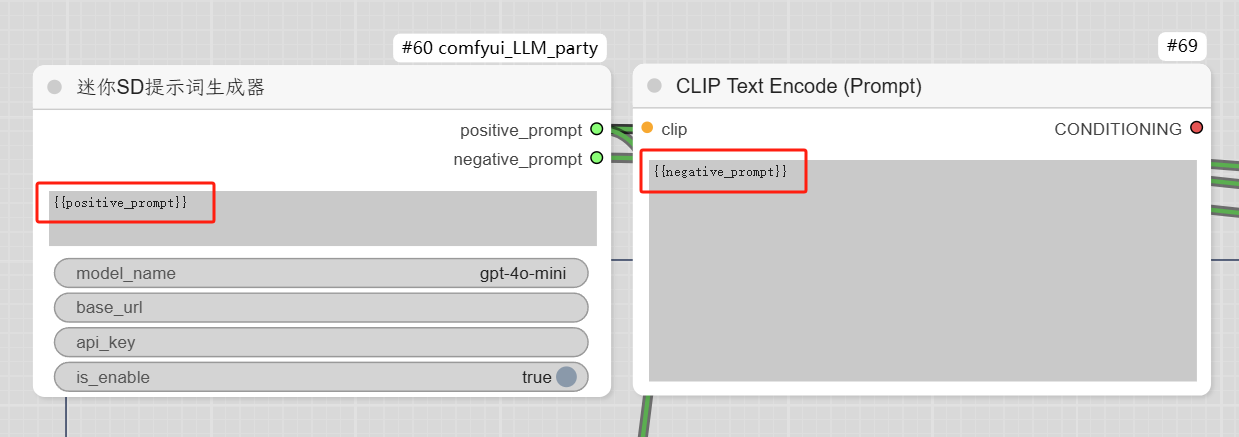 #60 comfyui_LLM_party
迷你SD提示词生成器
positive_prompt
negative_prompt
{{positive_prompt}}
model_name gpt-4o-mini
base_url
api_key
is_enable true
#69
CLIP Text Encode (Prompt)
clip CONDITIONING
{{negative_prompt}}